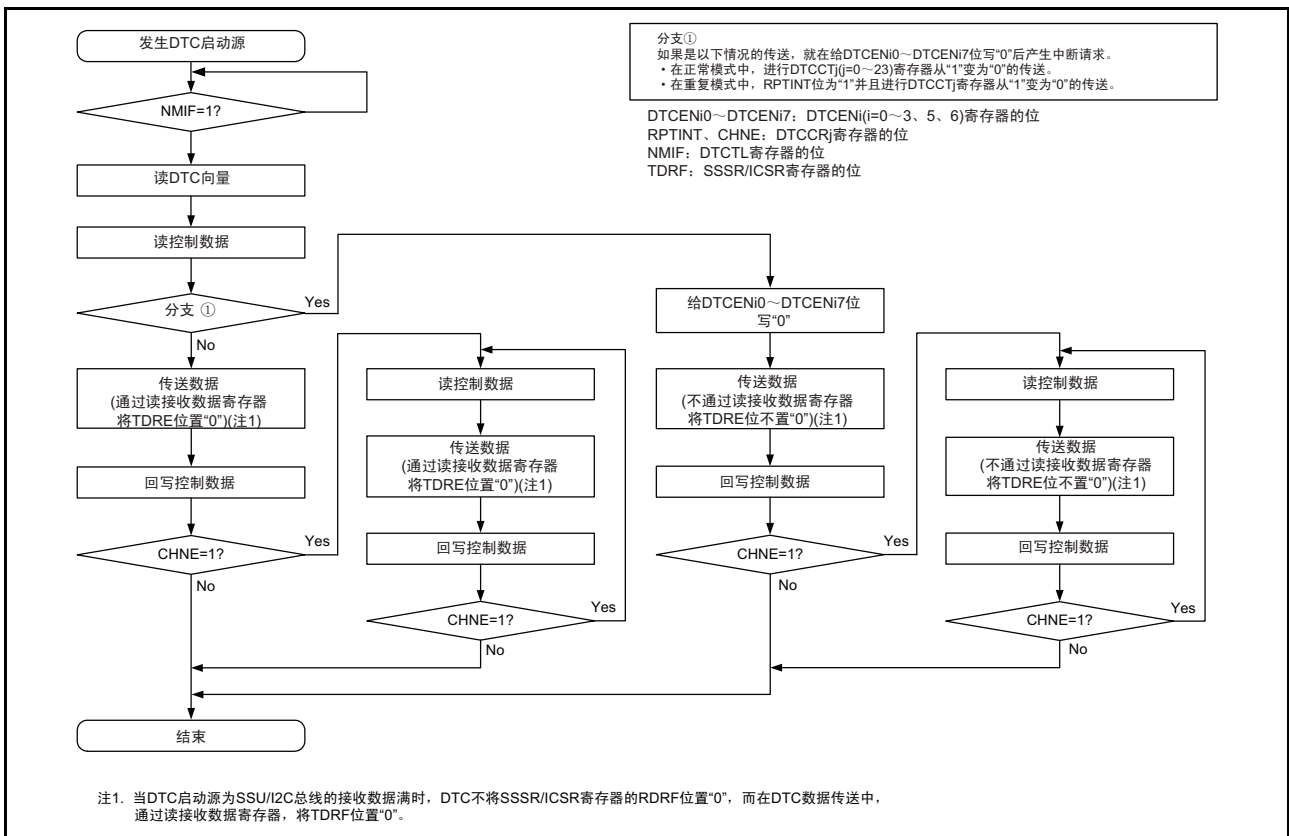 发生DTC启动源
NMIF=1?
读DTC向量
读控制数据
分支 ①
Yes
No
传送数据
(通过读接收数据寄存器
将TDRE位置“0”)(注1)
回写控制数据
CHNE=1?
Yes
No
读控制数据
传送数据
(通过读接收数据寄存器
将TDRE位置“0”)(注1)
回写控制数据
CHNE=1?
Yes
No
分支①
如果是以下情况的传送，就在给DTCENi0～DTCENi7位写“0”后产生中断请求。
・在正常模式中，进行DTCCTj(j=0～23)寄存器从“1”变为“0”的传送。
・在重复模式中，RPTINT位为“1”并且进行DTCCTj寄存器从“1”变为“0”的传送。
DTCENi0～DTCENi7：DTCENi(i=0～3、5、6)寄存器的位
RPTINT、CHNE：DTCCRj寄存器的位
NMIF：DTCTL寄存器的位
TDRF：SSSR/ICSR寄存器的位
给DTCENi0～DTCENi7位
写“0”
传送数据
(不通过读接收数据寄存器
将TDRE位不置“0”)(注1)
回写控制数据
CHNE=1?
Yes
No
读控制数据
传送数据
(不通过读接收数据寄存器
将TDRE位不置“0”)(注1)
回写控制数据
CHNE=1?
Yes
No
结束
注1. 当DTC启动源为SSU/I2C总线的接收数据满时，DTC不将SSSR/ICSR寄存器的RDRF位置“0”，而在DTC数据传送中，
通过读接收数据寄存器，将TDRF位置“0”。